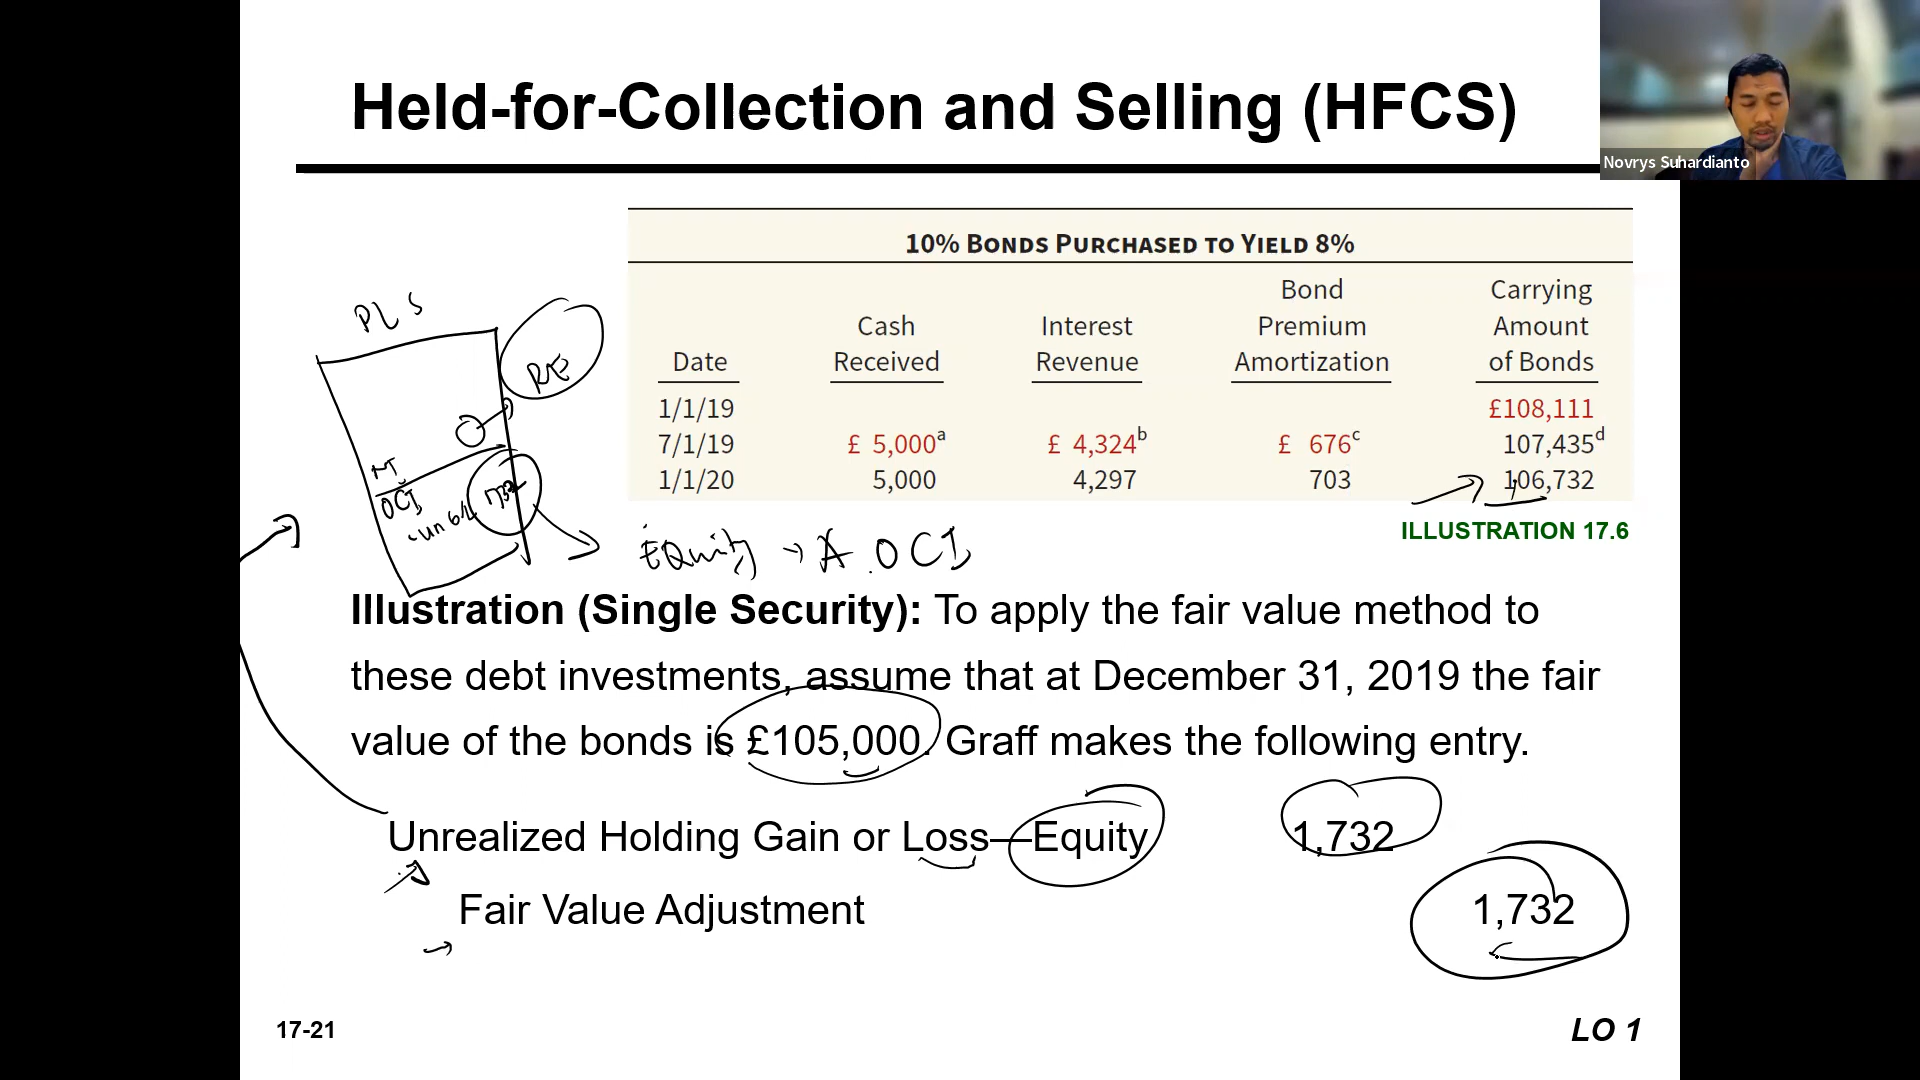 Held-for-Collection and Selling (HFCS)
Novrys Suhardianto
10% Bonds Purchased to Yield 8%
Date Cash Received Interest Revenue Bond Premium Amortization Carrying Amount of Bonds
1/1/19 £108,111
7/1/19 £ 5,000a £ 4,324b £ 676c 107,435d
1/1/20 5,000 4,297 703 106,732
ILLUSTRATION 17.6
PLS
RE
OCI
Equity → A.OCI
Illustration (Single Security): To apply the fair value method to
these debt investments, assume that at December 31, 2019 the fair
value of the bonds is £105,000. Graff makes the following entry.
Unrealized Holding Gain or Loss—Equity 1,732
Fair Value Adjustment 1,732
17-21
LO 1